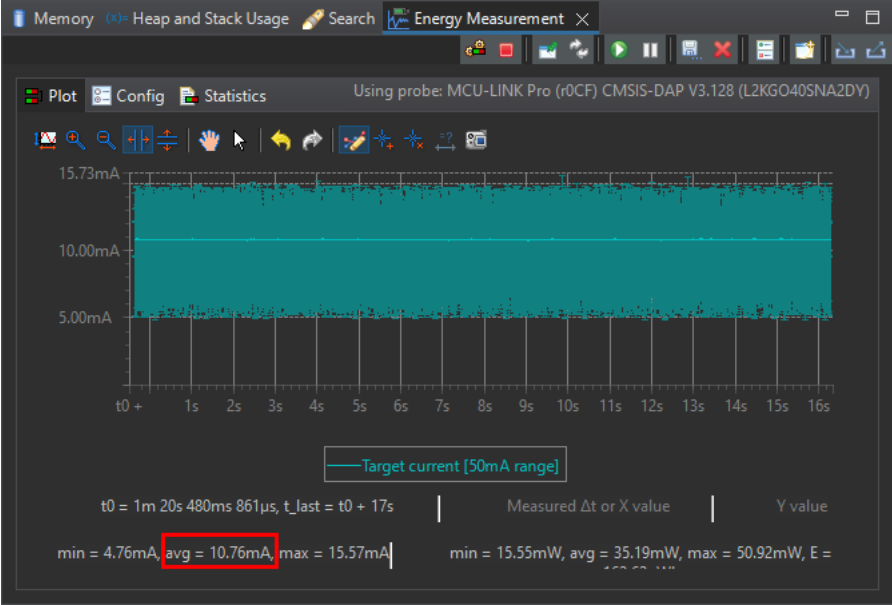 Memory (x)= Heap and Stack Usage Search Energy Measurement
Plot Config Statistics Using probe: MCU-LINK Pro (r0CF) CMSIS-DAP V3.128 (L2KGO40SNA2DY)
15.73mA
10.00mA
5.00mA
t0 + 1s 2s 3s 4s 5s 6s 7s 8s 9s 10s 11s 12s 13s 14s 15s 16s
Target current [50mA range]
t0 = 1m 20s 480ms 861µs, t_last = t0 + 17s Measured Δt or X value Y value
min = 4.76mA, avg = 10.76mA, max = 15.57mA min = 15.55mW, avg = 35.19mW, max = 50.92mW, E =